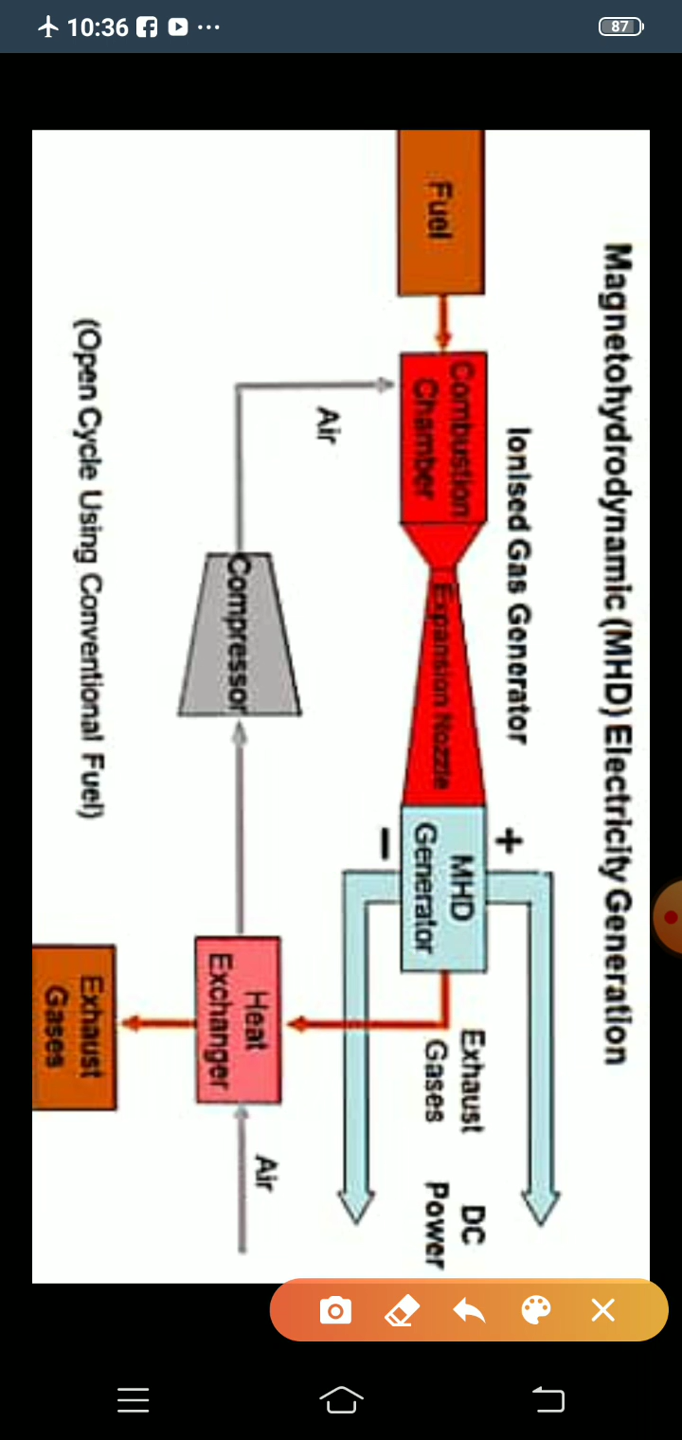 10:36
87
Magnetohydrodynamic (MHD) Electricity Generation
Ionised Gas Generator
Fuel
Combustion
Chamber
Expansion Nozzle
+
MHD
Generator
−
Exhaust
Gases
DC
Power
Air
Compressor
Heat
Exchanger
Air
Exhaust
Gases
(Open Cycle Using Conventional Fuel)